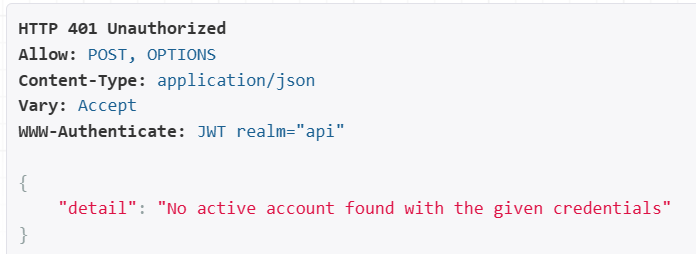 HTTP 401 Unauthorized
Allow: POST, OPTIONS
Content-Type: application/json
Vary: Accept
WWW-Authenticate: JWT realm="api"
{
"detail": "No active account found with the given credentials"
}